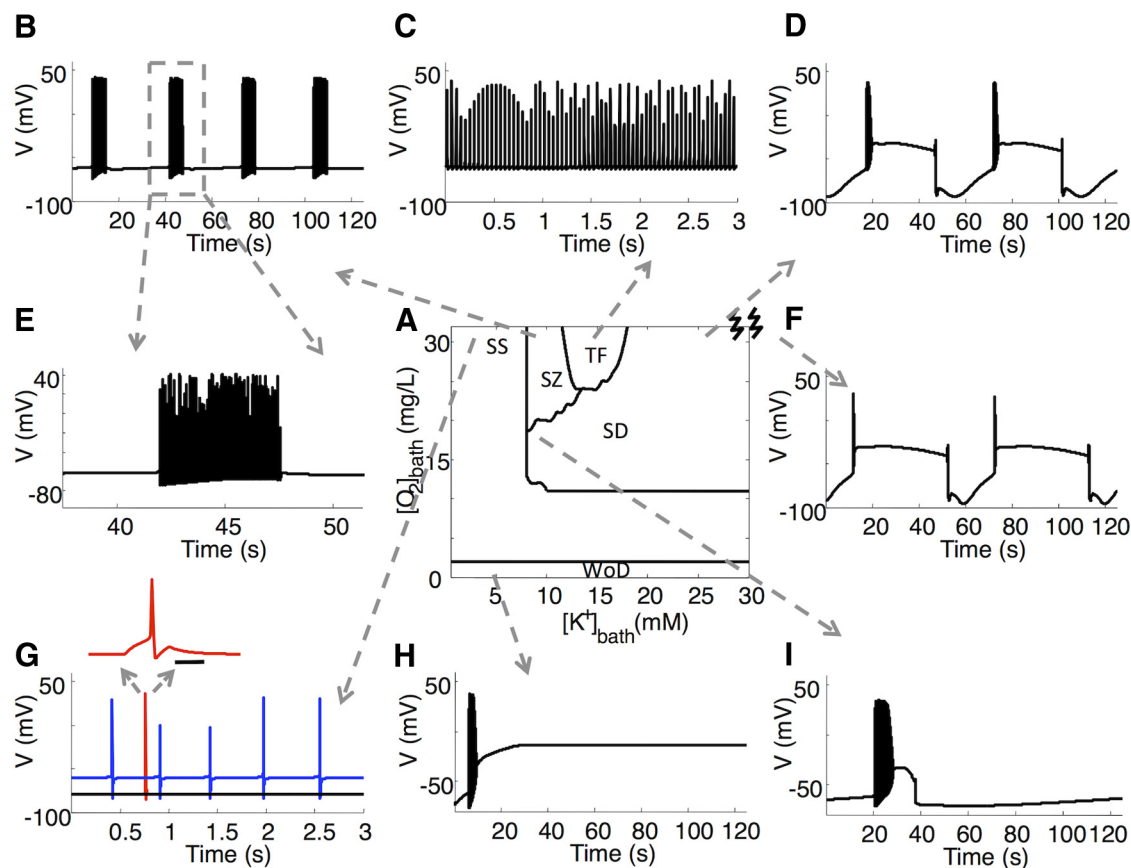 B
50
V (mV)
-100
20 40 60 80 100 120
Time (s)
C
50
V (mV)
-100
0.5 1 1.5 2 2.5 3
Time (s)
D
50
V (mV)
-100
20 40 60 80 100 120
Time (s)
E
40
V (mV)
-80
40 45 50
Time (s)
A
30
15
0
[O2]bath (mg/L)
SS
SZ
TF
SD
WoD
5 10 15 20 25 30
[K+]bath(mM)
F
50
V (mV)
-100
20 40 60 80 100 120
Time (s)
G
50
V (mV)
-100
0.5 1 1.5 2 2.5 3
Time (s)
H
50
V (mV)
-50
20 40 60 80 100 120
Time (s)
I
50
V (mV)
-50
20 40 60 80 100 120
Time (s)